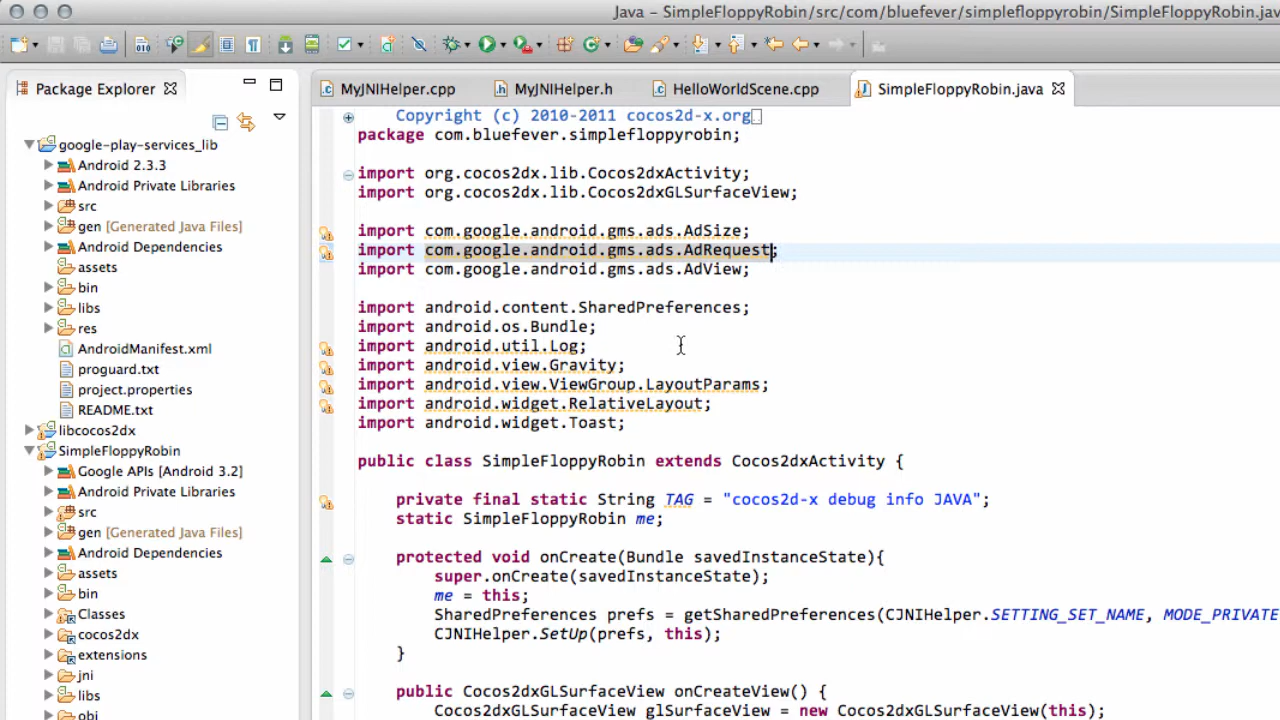 Java – SimpleFloppyRobin/src/com/bluefever/simplefloppyrobin/SimpleFloppyRobin.java
Package Explorer
MyJNIHelper.cpp
MyJNIHelper.h
HelloWorldScene.cpp
SimpleFloppyRobin.java
google-play-services_lib
Android 2.3.3
Android Private Libraries
src
gen [Generated Java Files]
Android Dependencies
assets
bin
libs
res
AndroidManifest.xml
proguard.txt
project.properties
README.txt
libcocos2dx
SimpleFloppyRobin
Google APIs [Android 3.2]
Android Private Libraries
src
gen [Generated Java Files]
Android Dependencies
assets
bin
Classes
cocos2dx
extensions
jni
libs
obj
Copyright (c) 2010-2011 cocos2d-x.org
package com.bluefever.simplefloppyrobin;
import org.cocos2dx.lib.Cocos2dxActivity;
import org.cocos2dx.lib.Cocos2dxGLSurfaceView;
import com.google.android.gms.ads.AdSize;
import com.google.android.gms.ads.AdRequest;
import com.google.android.gms.ads.AdView;
import android.content.SharedPreferences;
import android.os.Bundle;
import android.util.Log;
import android.view.Gravity;
import android.view.ViewGroup.LayoutParams;
import android.widget.RelativeLayout;
import android.widget.Toast;
public class SimpleFloppyRobin extends Cocos2dxActivity {
private final static String TAG = "cocos2d-x debug info JAVA";
static SimpleFloppyRobin me;
protected void onCreate(Bundle savedInstanceState){
super.onCreate(savedInstanceState);
me = this;
SharedPreferences prefs = getSharedPreferences(CJNIHelper.SETTING_SET_NAME, MODE_PRIVATE
CJNIHelper.SetUp(prefs, this);
}
public Cocos2dxGLSurfaceView onCreateView() {
Cocos2dxGLSurfaceView glSurfaceView = new Cocos2dxGLSurfaceView(this);